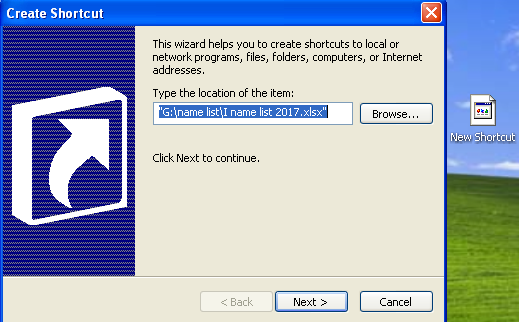 Create Shortcut
This wizard helps you to create shortcuts to local or
network programs, files, folders, computers, or Internet
addresses.
Type the location of the item:
"G:\name list\I name list 2017.xlsx"
Browse...
New Shortcut
Click Next to continue.
< Back
Next >
Cancel